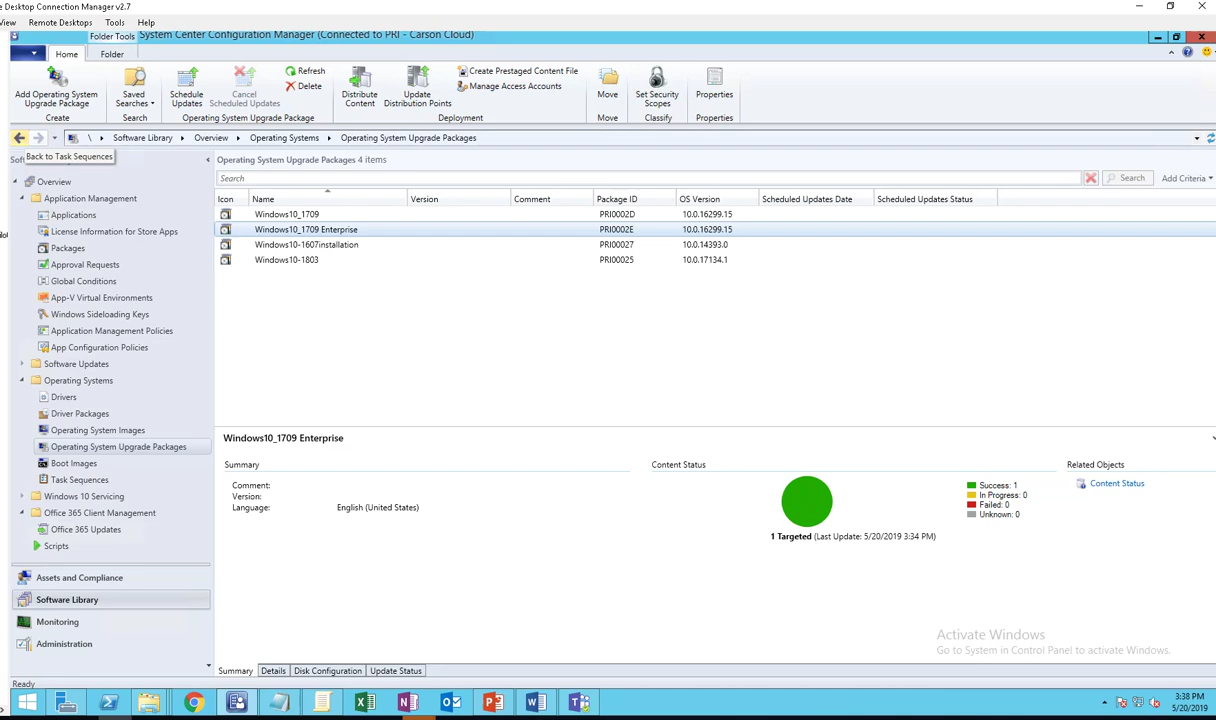 Desktop Connection Manager v2.7
View Remote Desktops Tools Help
Folder Tools System Center Configuration Manager (Connected to PRI - Carson Cloud)
Home Folder
Add Operating System Upgrade Package
Saved Searches
Schedule Updates
Cancel Scheduled Updates
Refresh
Delete
Distribute Content
Update Distribution Points
Create Prestaged Content File
Manage Access Accounts
Move
Set Security Scopes
Properties
Create Search Operating System Upgrade Package Deployment Move Classify Properties
\ Software Library Overview Operating Systems Operating System Upgrade Packages
Back to Task Sequences
Overview
Application Management
Applications
License Information for Store Apps
Packages
Approval Requests
Global Conditions
App-V Virtual Environments
Windows Sideloading Keys
Application Management Policies
App Configuration Policies
Software Updates
Operating Systems
Drivers
Driver Packages
Operating System Images
Operating System Upgrade Packages
Boot Images
Task Sequences
Windows 10 Servicing
Office 365 Client Management
Office 365 Updates
Scripts
Assets and Compliance
Software Library
Monitoring
Administration
Operating System Upgrade Packages 4 items
Search Search Add Criteria
Icon Name Version Comment Package ID OS Version Scheduled Updates Date Scheduled Updates Status
Windows10_1709 PRI0002D 10.0.16299.15
Windows10_1709 Enterprise PRI0002E 10.0.16299.15
Windows10-1607installation PRI00027 10.0.14393.0
Windows10-1803 PRI00025 10.0.17134.1
Windows10_1709 Enterprise
Summary
Comment:
Version:
Language: English (United States)
Content Status
Success: 1
In Progress: 0
Failed: 0
Unknown: 0
1 Targeted (Last Update: 5/20/2019 3:34 PM)
Related Objects
Content Status
Activate Windows
Go to System in Control Panel to activate Windows.
Summary Details Disk Configuration Update Status
Ready
3:38 PM
5/20/2019